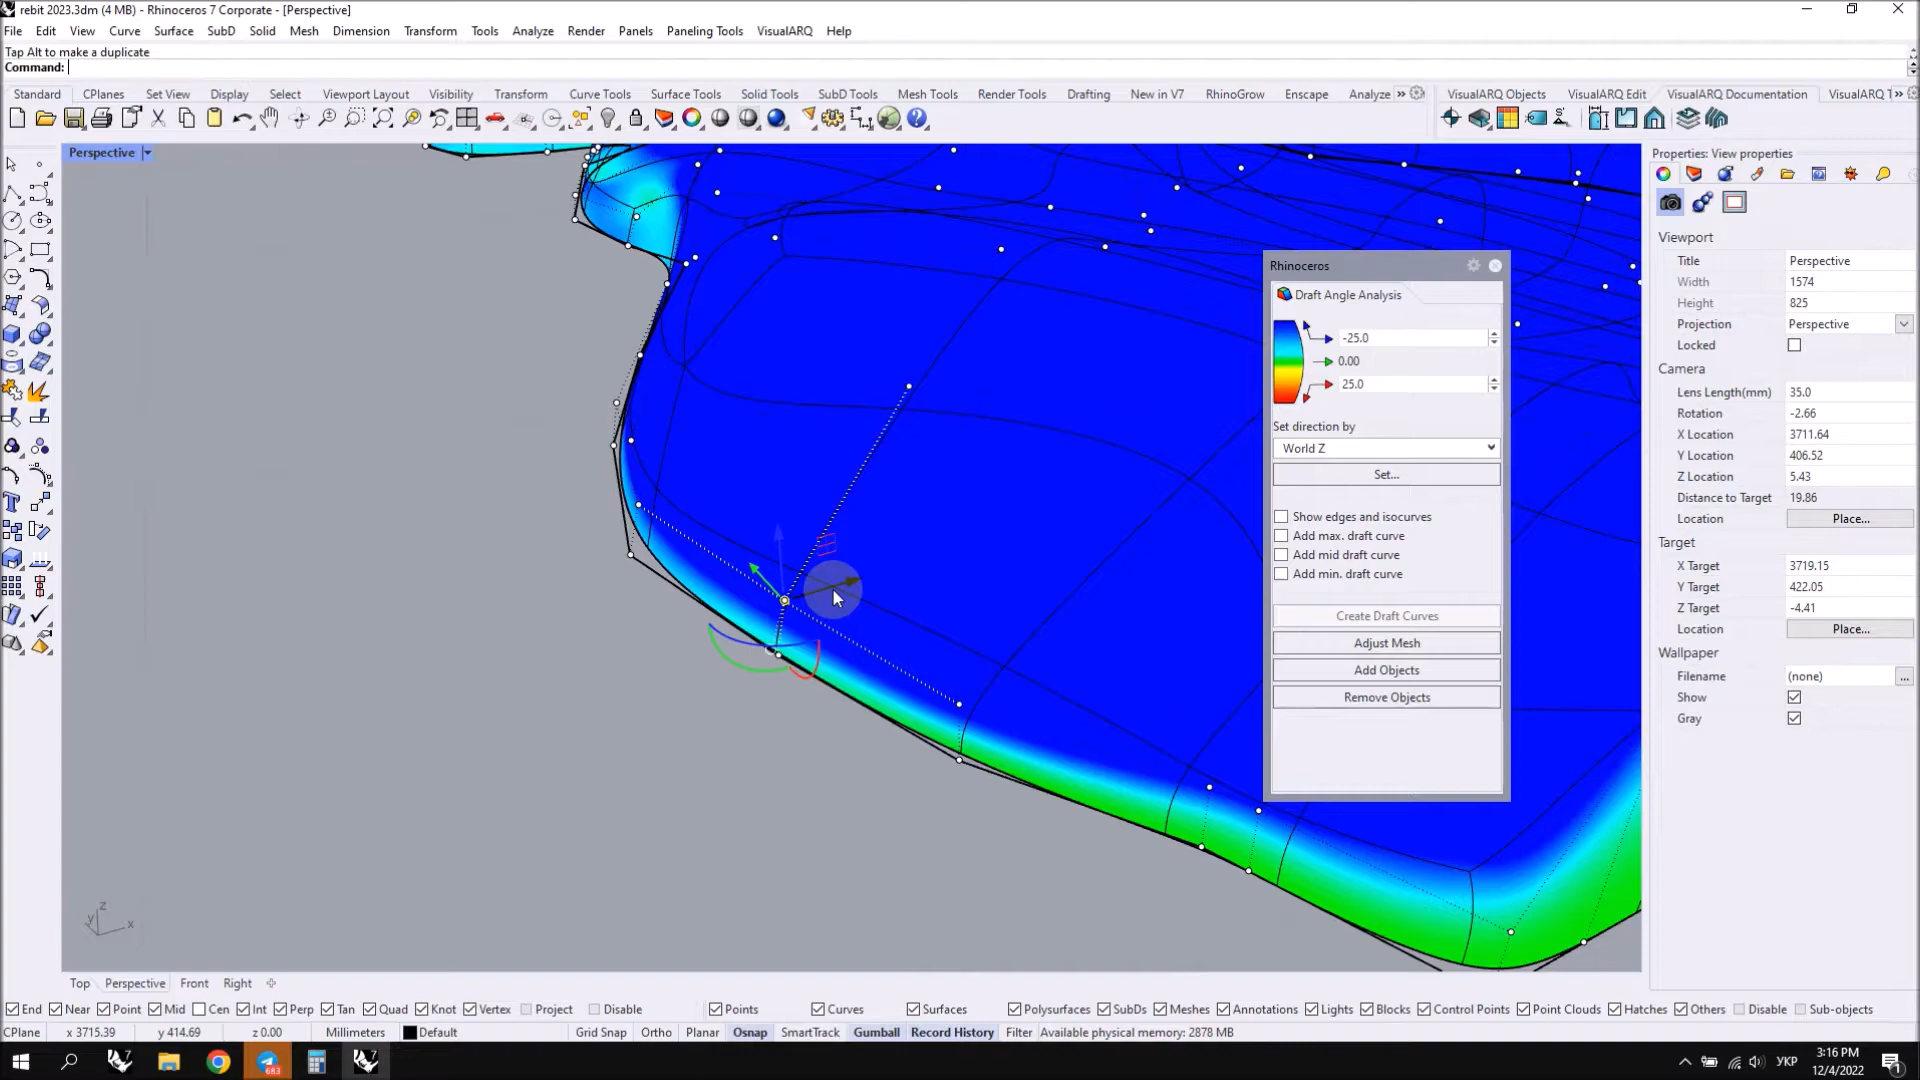 rebit 2023.3dm (4 MB) - Rhinoceros 7 Corporate - [Perspective]
File Edit View Curve Surface SubD Solid Mesh Dimension Transform Tools Analyze Render Panels Paneling Tools VisualARQ Help
Tap Alt to make a duplicate
Command:
Standard CPlanes Set View Display Select Viewport Layout Visibility Transform Curve Tools Surface Tools Solid Tools SubD Tools Mesh Tools Render Tools Drafting New in V7 RhinoGrow Enscape Analyze » VisualARQ Objects VisualARQ Edit VisualARQ Documentation VisualARQ »
Perspective
Properties: View properties
Viewport
Title Perspective
Width 1574
Height 825
Projection Perspective
Locked
Camera
Lens Length(mm) 35.0
Rotation -2.66
X Location 3711.64
Y Location 406.52
Z Location 5.43
Distance to Target 19.86
Location Place...
Target
X Target 3719.15
Y Target 422.05
Z Target -4.41
Location Place...
Wallpaper
Filename (none) ...
Show
Gray
Rhinoceros
Draft Angle Analysis
-25.0
0.00
25.0
Set direction by
World Z
Set...
Show edges and isocurves
Add max. draft curve
Add mid draft curve
Add min. draft curve
Create Draft Curves
Adjust Mesh
Add Objects
Remove Objects
z
y
x
Top Perspective Front Right
End Near Point Mid Cen Int Perp Tan Quad Knot Vertex Project Disable Points Curves Surfaces Polysurfaces SubDs Meshes Annotations Lights Blocks Control Points Point Clouds Hatches Others Disable Sub-objects
CPlane x 3715.39 y 414.69 z 0.00 Millimeters Default Grid Snap Ortho Planar Osnap SmartTrack Gumball Record History Filter Available physical memory: 2878 MB
683
7
7
УКР
3:16 PM
12/4/2022
1